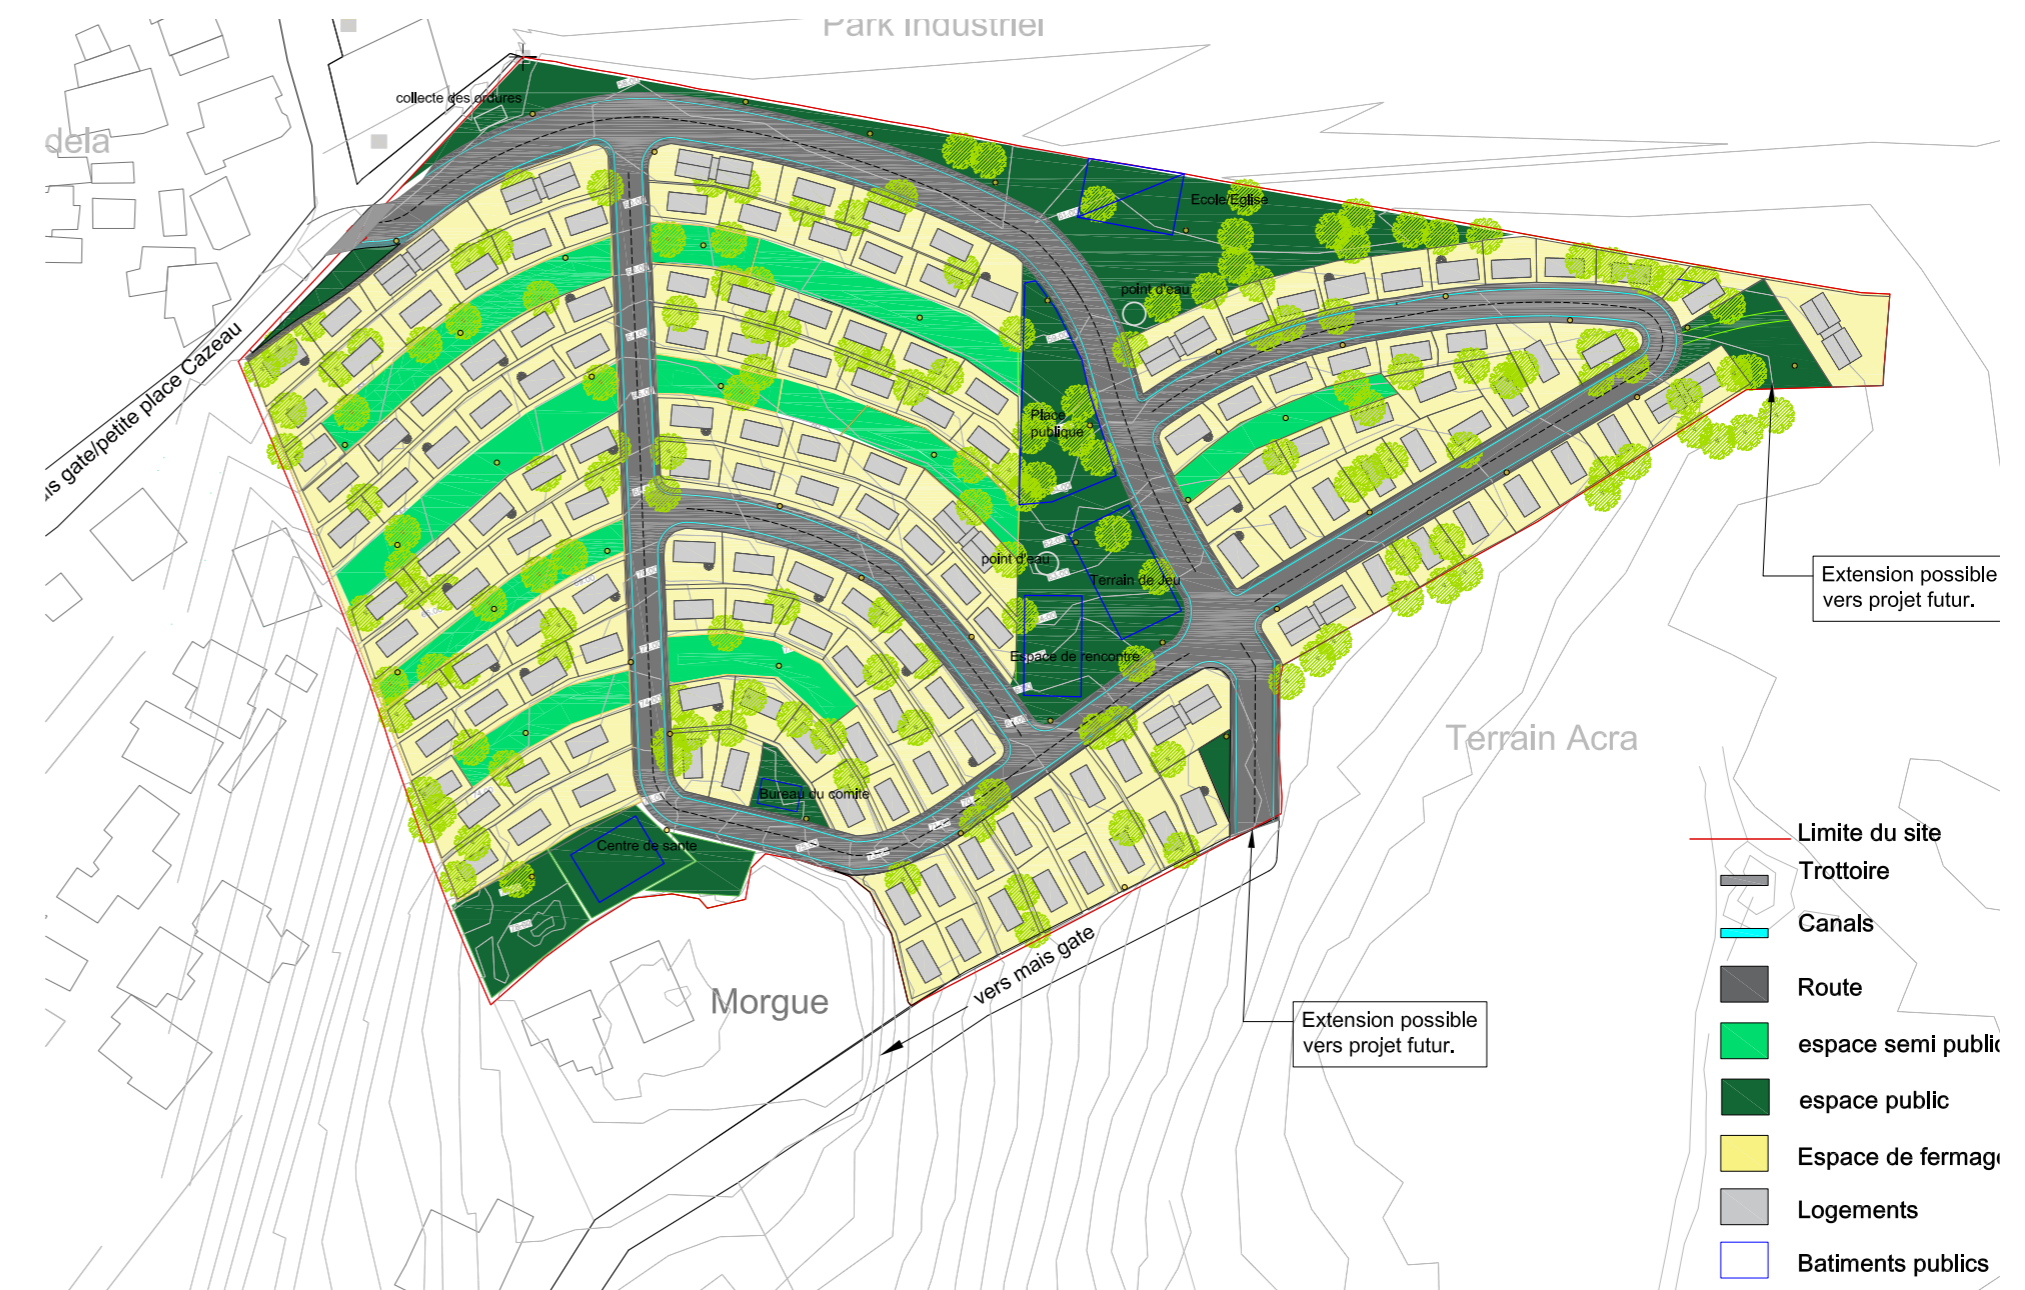 Park Industriel
collecte des ordures
dela
Ecole/Eglise
point d'eau
is gate/petite place Cazeau
Place
publique
point d'eau
Terrain de Jeu
Extension possible
vers projet futur.
Espace de rencontre
Terrain Acra
Bureau du comite
Centre de sante
vers mais gate
Morgue
Extension possible
vers projet futur.
Limite du site
Trottoire
Canals
Route
espace semi public
espace public
Espace de fermage
Logements
Batiments publics